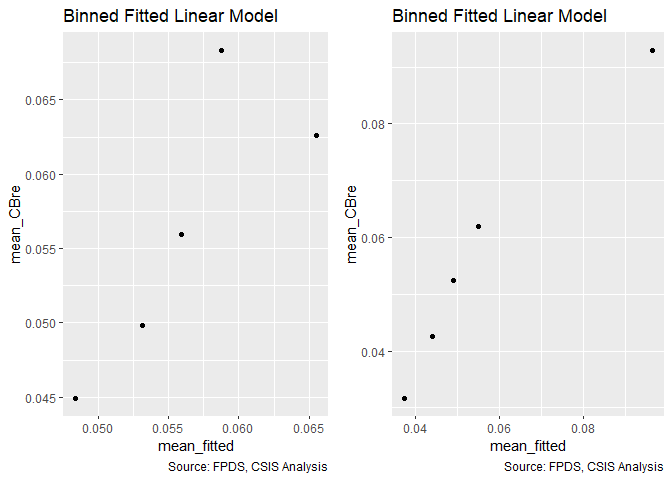 Binned Fitted Linear Model
mean_CBre
0.065
0.060
0.055
0.050
0.045
0.050 0.055 0.060 0.065
mean_fitted
Source: FPDS, CSIS Analysis
Binned Fitted Linear Model
mean_CBre
0.08
0.06
0.04
0.04 0.06 0.08
mean_fitted
Source: FPDS, CSIS Analysis